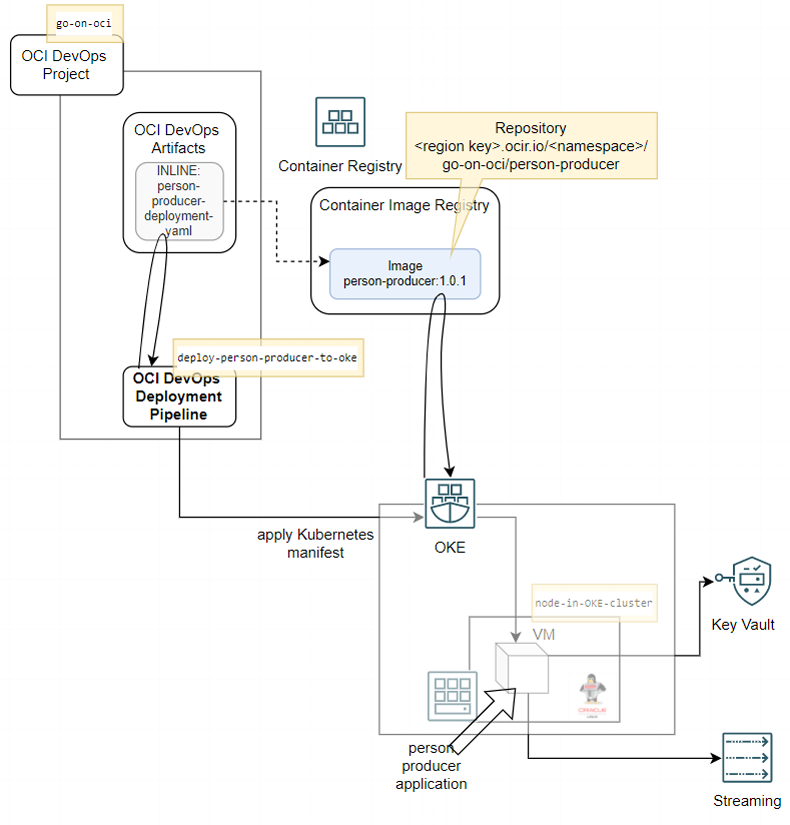 go-on-oci
OCI DevOps
Project
OCI DevOps
Artifacts
INLINE:
person-
producer-
deployment-
yaml
Container Registry
Repository
<region key>.ocir.io/<namespace>/
go-on-oci/person-producer
Container Image Registry
Image
person-producer:1.0.1
deploy-person-producer-to-oke
OCI DevOps
Deployment
Pipeline
apply Kubernetes
manifest
OKE
node-in-OKE-cluster
VM
Key Vault
ORACLE
person
producer
application
Streaming